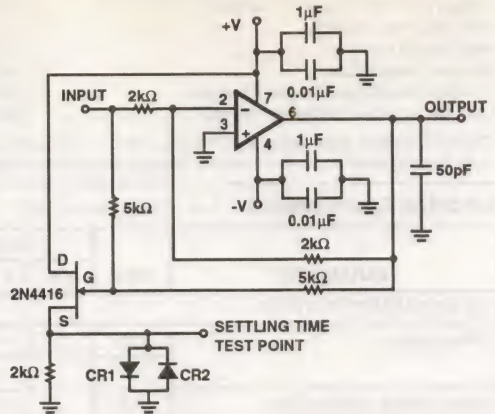 +V
1µF
0.01µF
INPUT
2kΩ
2
7
6
OUTPUT
3
4
1µF
50pF
-V
0.01µF
5kΩ
2kΩ
5kΩ
D
G
2N4416
S
SETTLING TIME
TEST POINT
2kΩ
CR1
CR2